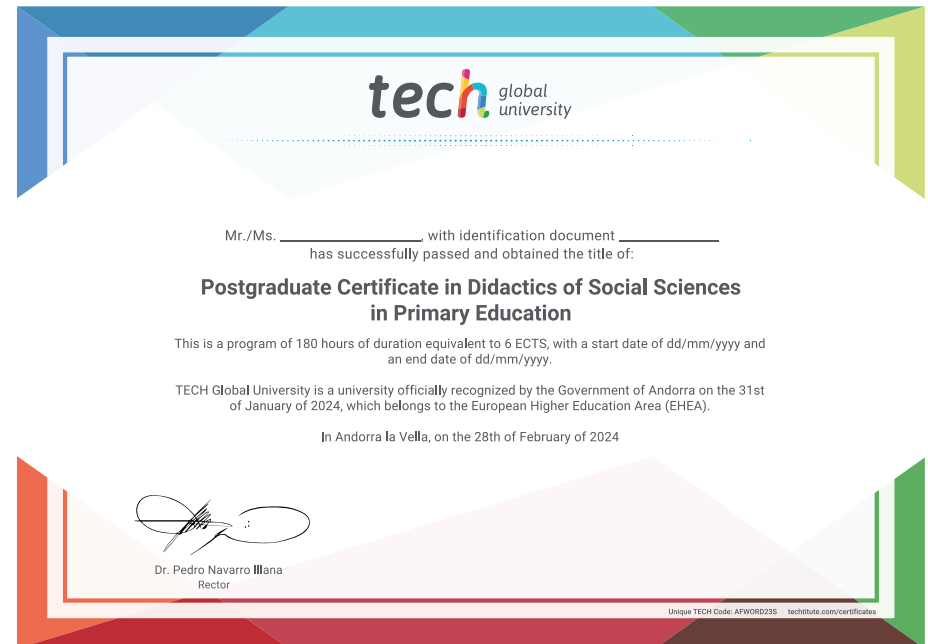 tech global university
Mr./Ms. ______________, with identification document __________
has successfully passed and obtained the title of:
Postgraduate Certificate in Didactics of Social Sciences
in Primary Education
This is a program of 180 hours of duration equivalent to 6 ECTS, with a start date of dd/mm/yyyy and
an end date of dd/mm/yyyy.
TECH Global University is a university officially recognized by the Government of Andorra on the 31st
of January of 2024, which belongs to the European Higher Education Area (EHEA).
In Andorra la Vella, on the 28th of February of 2024
Dr. Pedro Navarro Illana
Rector
Unique TECH Code: AFWORD23S techtitute.com/certificates